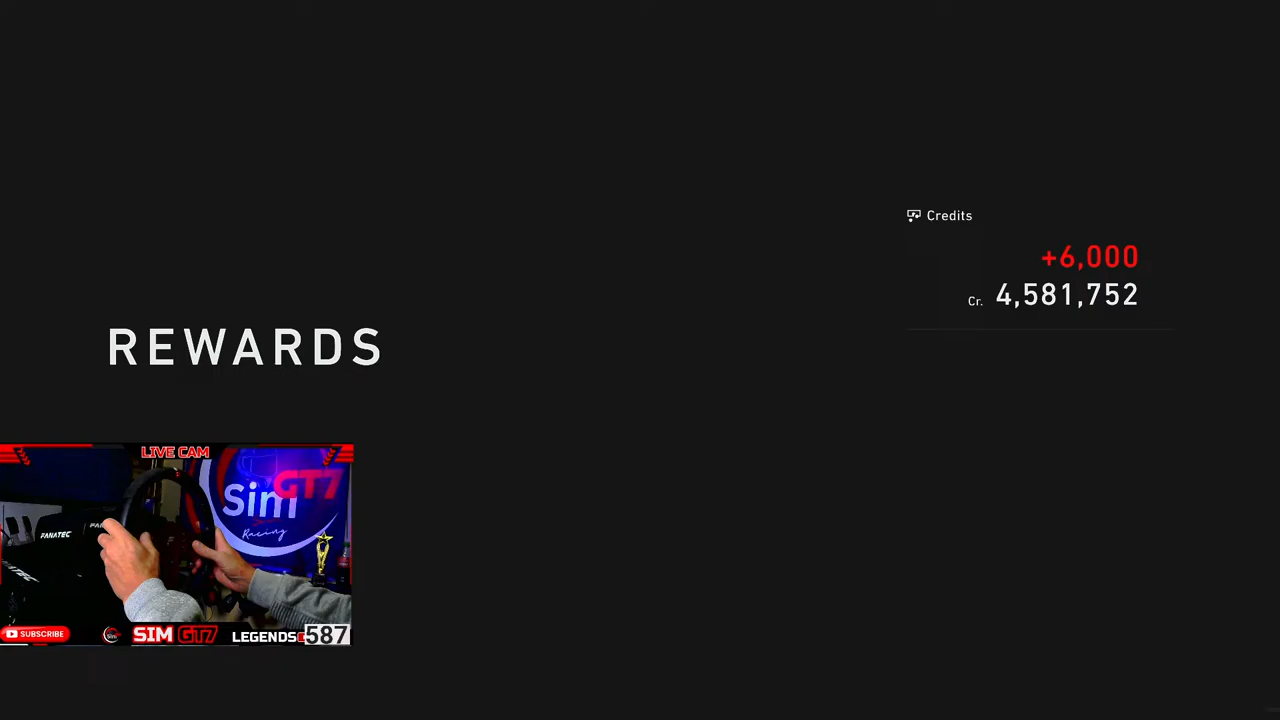 Credits
+6,000
Cr. 4,581,752
REWARDS
LIVE CAM
GT7
Sim
Racing
FANATEC
SUBSCRIBE
Sim
SIM GT7
LEGENDS
587